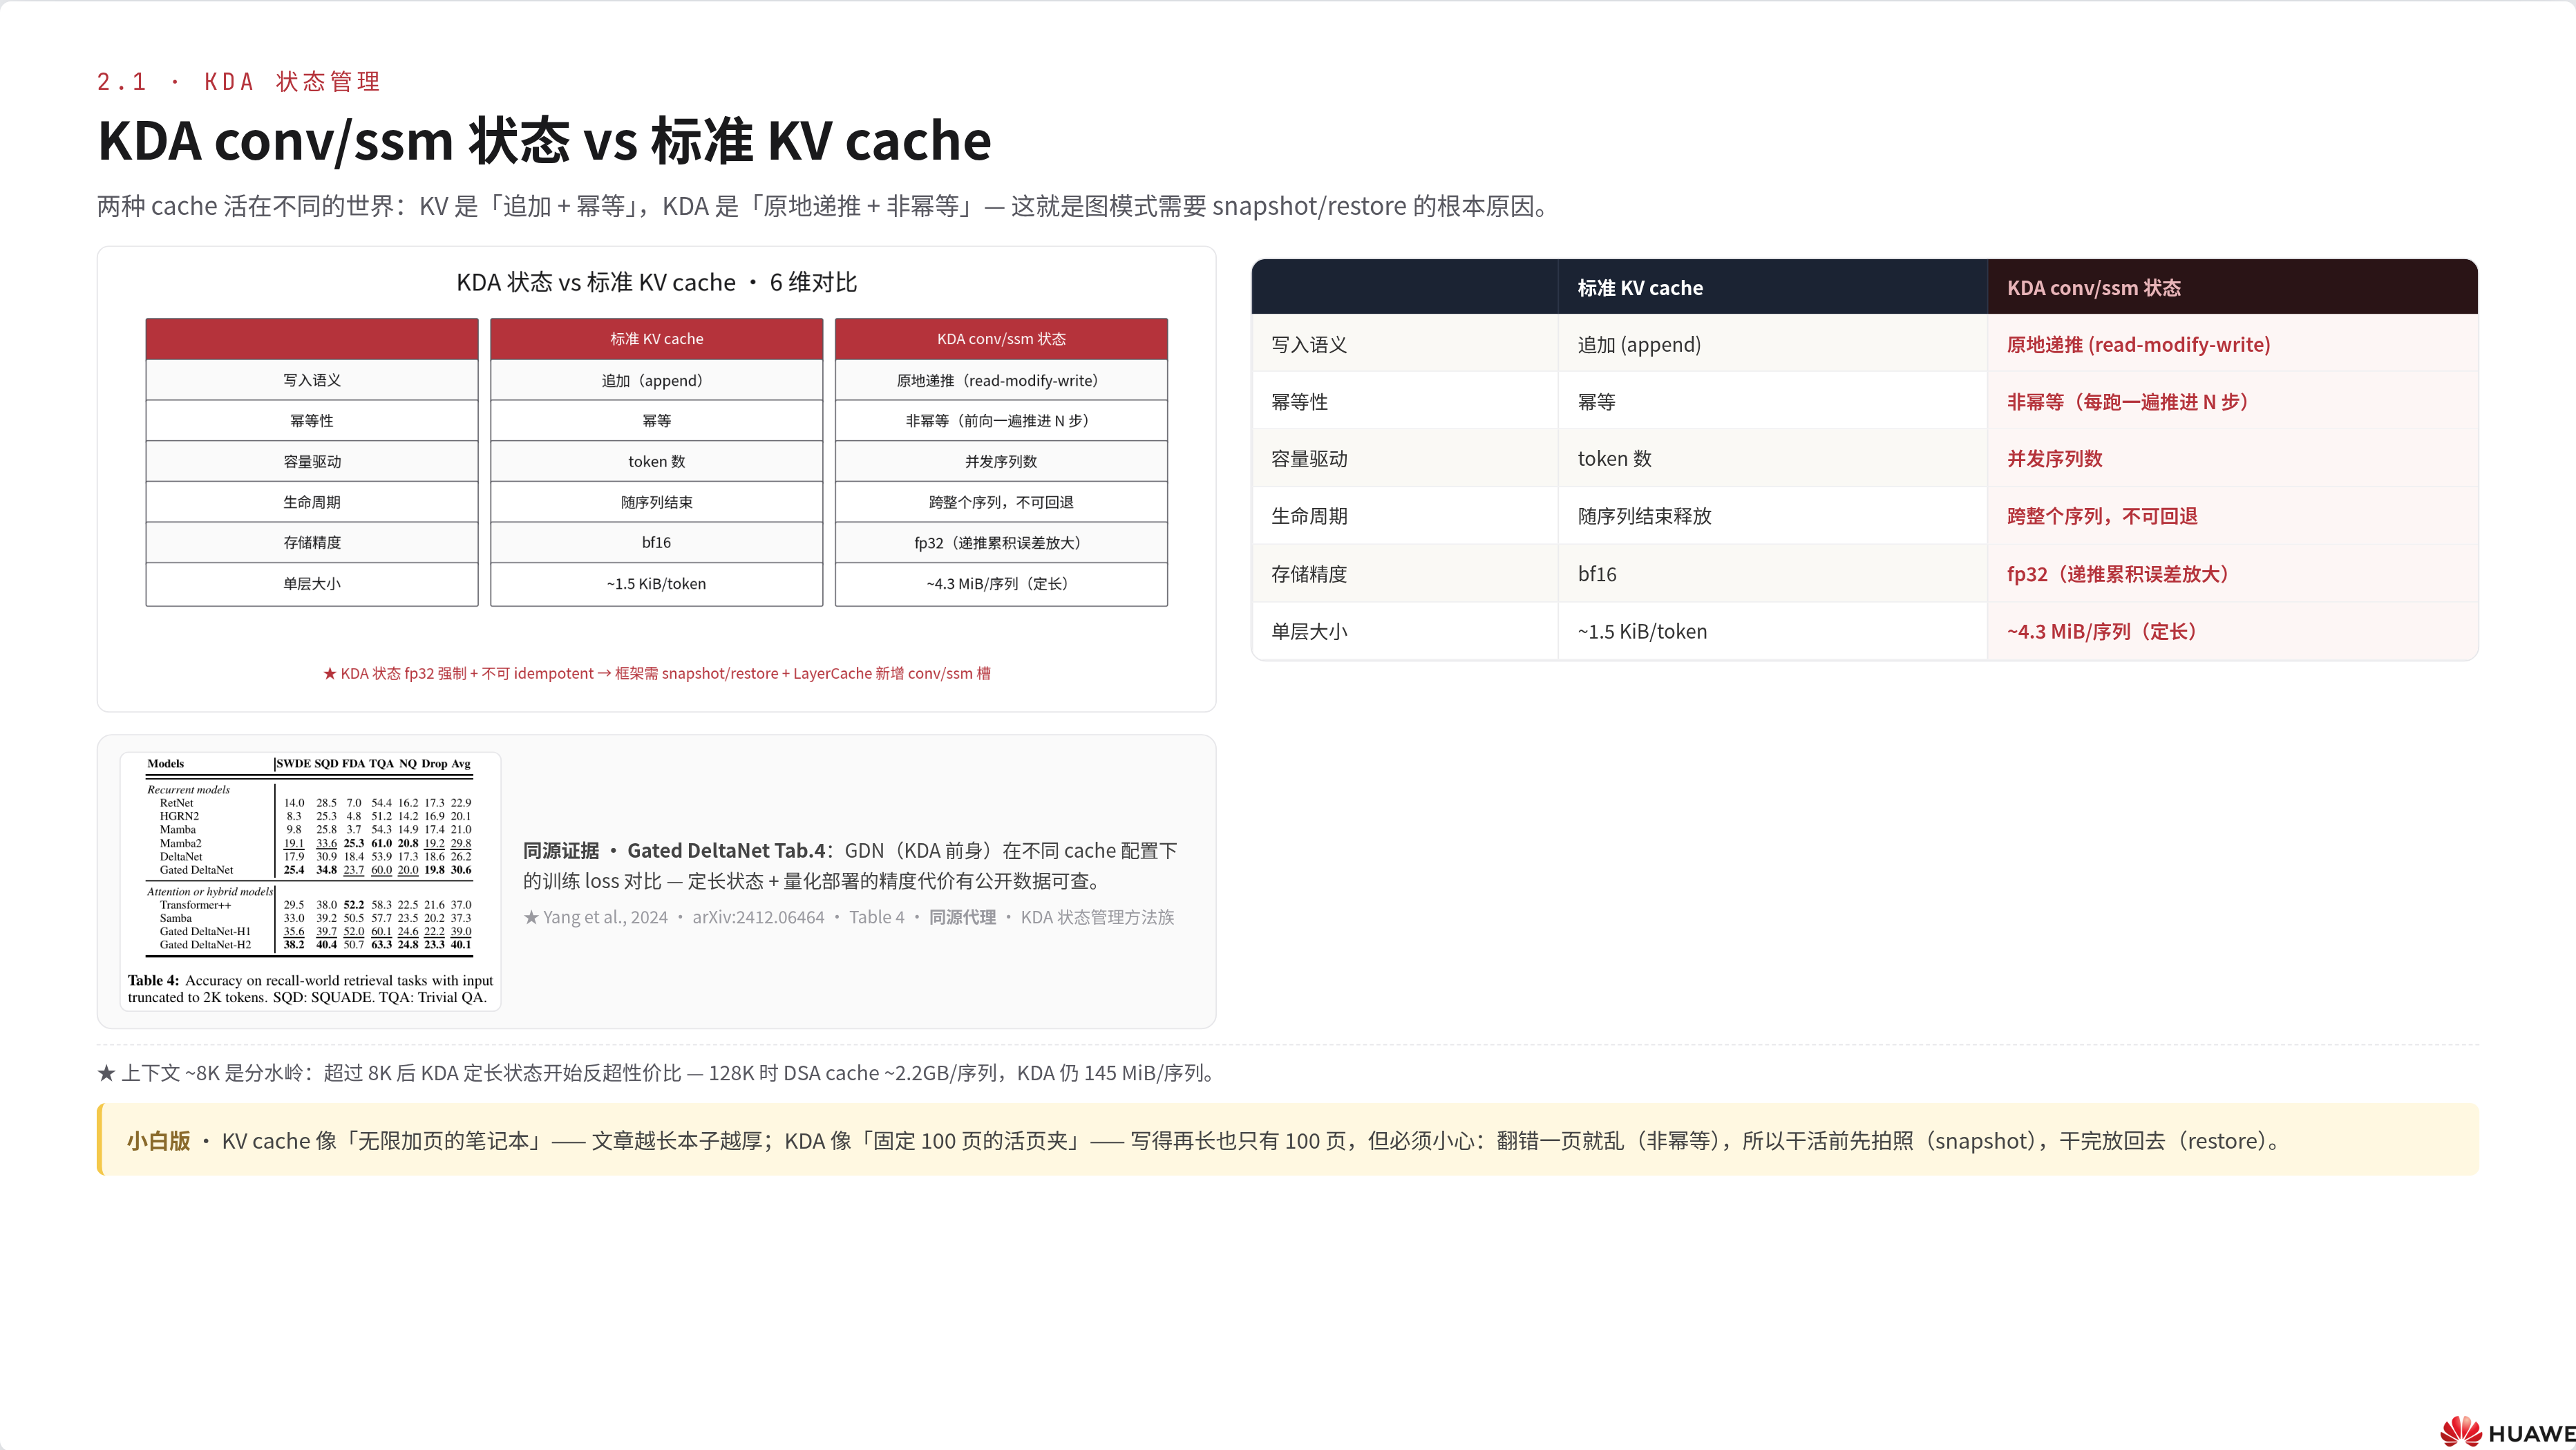 2.1 · KDA 状态管理
KDA conv/ssm 状态 vs 标准 KV cache
两种 cache 活在不同的世界：KV 是「追加 + 幂等」，KDA 是「原地递推 + 非幂等」— 这就是图模式需要 snapshot/restore 的根本原因。
KDA 状态 vs 标准 KV cache · 6 维对比
标准 KV cache KDA conv/ssm 状态
写入语义 追加（append） 原地递推（read-modify-write）
幂等性 幂等 非幂等（前向一遍推进 N 步）
容量驱动 token 数 并发序列数
生命周期 随序列结束 跨整个序列，不可回退
存储精度 bf16 fp32（递推累积误差放大）
单层大小 ~1.5 KiB/token ~4.3 MiB/序列（定长）
★ KDA 状态 fp32 强制 + 不可 idempotent → 框架需 snapshot/restore + LayerCache 新增 conv/ssm 槽
标准 KV cache KDA conv/ssm 状态
写入语义 追加 (append) 原地递推 (read-modify-write)
幂等性 幂等 非幂等（每跑一遍推进 N 步）
容量驱动 token 数 并发序列数
生命周期 随序列结束释放 跨整个序列，不可回退
存储精度 bf16 fp32（递推累积误差放大）
单层大小 ~1.5 KiB/token ~4.3 MiB/序列（定长）
Models SWDE SQD FDA TQA NQ Drop Avg
Recurrent models
RetNet 14.0 28.5 7.0 54.4 16.2 17.3 22.9
HGRN2 8.3 25.3 4.8 51.2 14.2 16.9 20.1
Mamba 9.8 25.8 3.7 54.3 14.9 17.4 21.0
Mamba2 19.1 33.6 25.3 61.0 20.8 19.2 29.8
DeltaNet 17.9 30.9 18.4 53.9 17.3 18.6 26.2
Gated DeltaNet 25.4 34.8 23.7 60.0 20.0 19.8 30.6
Attention or hybrid models
Transformer++ 29.5 38.0 52.2 58.3 22.5 21.6 37.0
Samba 33.0 39.2 50.5 57.7 23.5 20.2 37.3
Gated DeltaNet-H1 35.6 39.7 52.0 60.1 24.6 22.2 39.0
Gated DeltaNet-H2 38.2 40.4 50.7 63.3 24.8 23.3 40.1
Table 4: Accuracy on recall-world retrieval tasks with input
truncated to 2K tokens. SQD: SQUADE. TQA: Trivial QA.
同源证据 · Gated DeltaNet Tab.4：GDN（KDA 前身）在不同 cache 配置下
的训练 loss 对比 — 定长状态 + 量化部署的精度代价有公开数据可查。
★ Yang et al., 2024 · arXiv:2412.06464 · Table 4 · 同源代理 · KDA 状态管理方法族
★ 上下文 ~8K 是分水岭：超过 8K 后 KDA 定长状态开始反超性价比 — 128K 时 DSA cache ~2.2GB/序列，KDA 仍 145 MiB/序列。
小白版 · KV cache 像「无限加页的笔记本」—— 文章越长本子越厚；KDA 像「固定 100 页的活页夹」—— 写得再长也只有 100 页，但必须小心：翻错一页就乱（非幂等），所以干活前先拍照（snapshot），干完放回去（restore）。
HUAWE